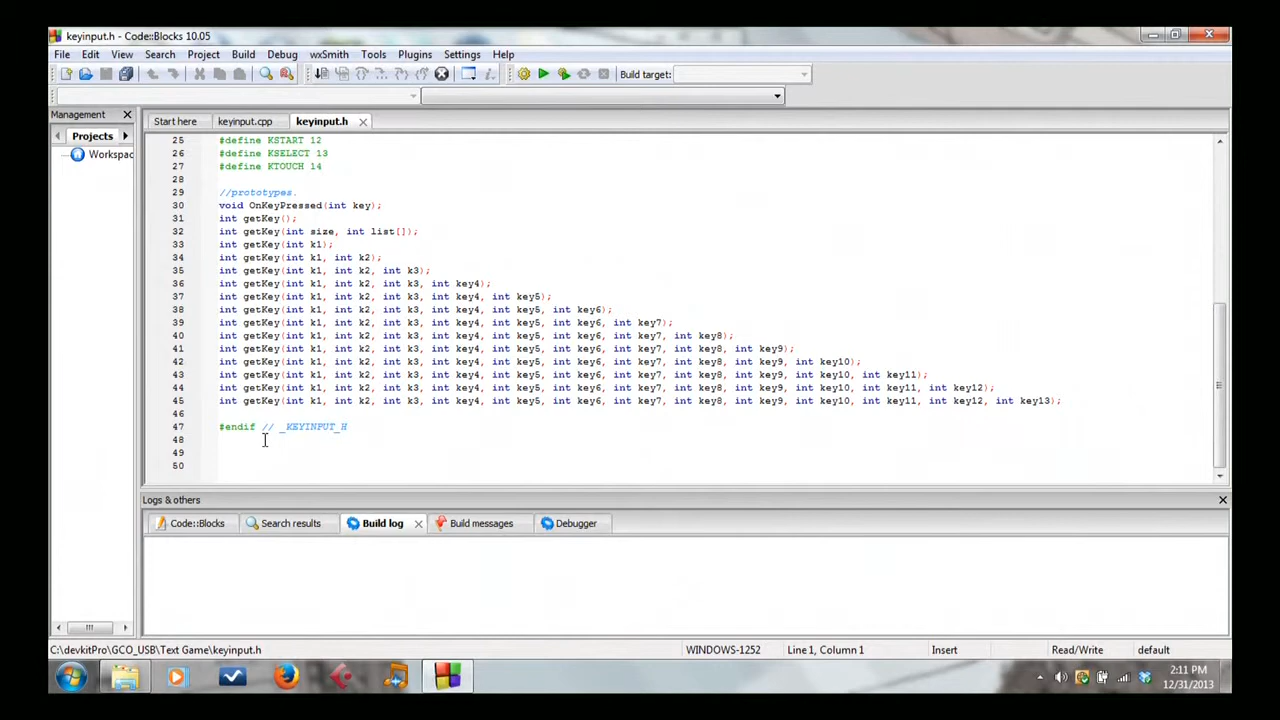 keyinput.h - Code::Blocks 10.05
File Edit View Search Project Build Debug wxSmith Tools Plugins Settings Help
Build target:
Management
Start here keyinput.cpp keyinput.h
Projects
Workspac
25 #define KSTART 12
26 #define KSELECT 13
27 #define KTOUCH 14
28
29 //prototypes.
30 void OnKeyPressed(int key);
31 int getKey();
32 int getKey(int size, int list[]);
33 int getKey(int k1);
34 int getKey(int k1, int k2);
35 int getKey(int k1, int k2, int k3);
36 int getKey(int k1, int k2, int k3, int key4);
37 int getKey(int k1, int k2, int k3, int key4, int key5);
38 int getKey(int k1, int k2, int k3, int key4, int key5, int key6);
39 int getKey(int k1, int k2, int k3, int key4, int key5, int key6, int key7);
40 int getKey(int k1, int k2, int k3, int key4, int key5, int key6, int key7, int key8);
41 int getKey(int k1, int k2, int k3, int key4, int key5, int key6, int key7, int key8, int key9);
42 int getKey(int k1, int k2, int k3, int key4, int key5, int key6, int key7, int key8, int key9, int key10);
43 int getKey(int k1, int k2, int k3, int key4, int key5, int key6, int key7, int key8, int key9, int key10, int key11);
44 int getKey(int k1, int k2, int k3, int key4, int key5, int key6, int key7, int key8, int key9, int key10, int key11, int key12);
45 int getKey(int k1, int k2, int k3, int key4, int key5, int key6, int key7, int key8, int key9, int key10, int key11, int key12, int key13);
46
47 #endif // _KEYINPUT_H
48
49
50
Logs & others
Code::Blocks Search results Build log Build messages Debugger
C:\devkitPro\GCO_USB\Text Game\keyinput.h WINDOWS-1252 Line 1, Column 1 Insert Read/Write default
2:11 PM
12/31/2013